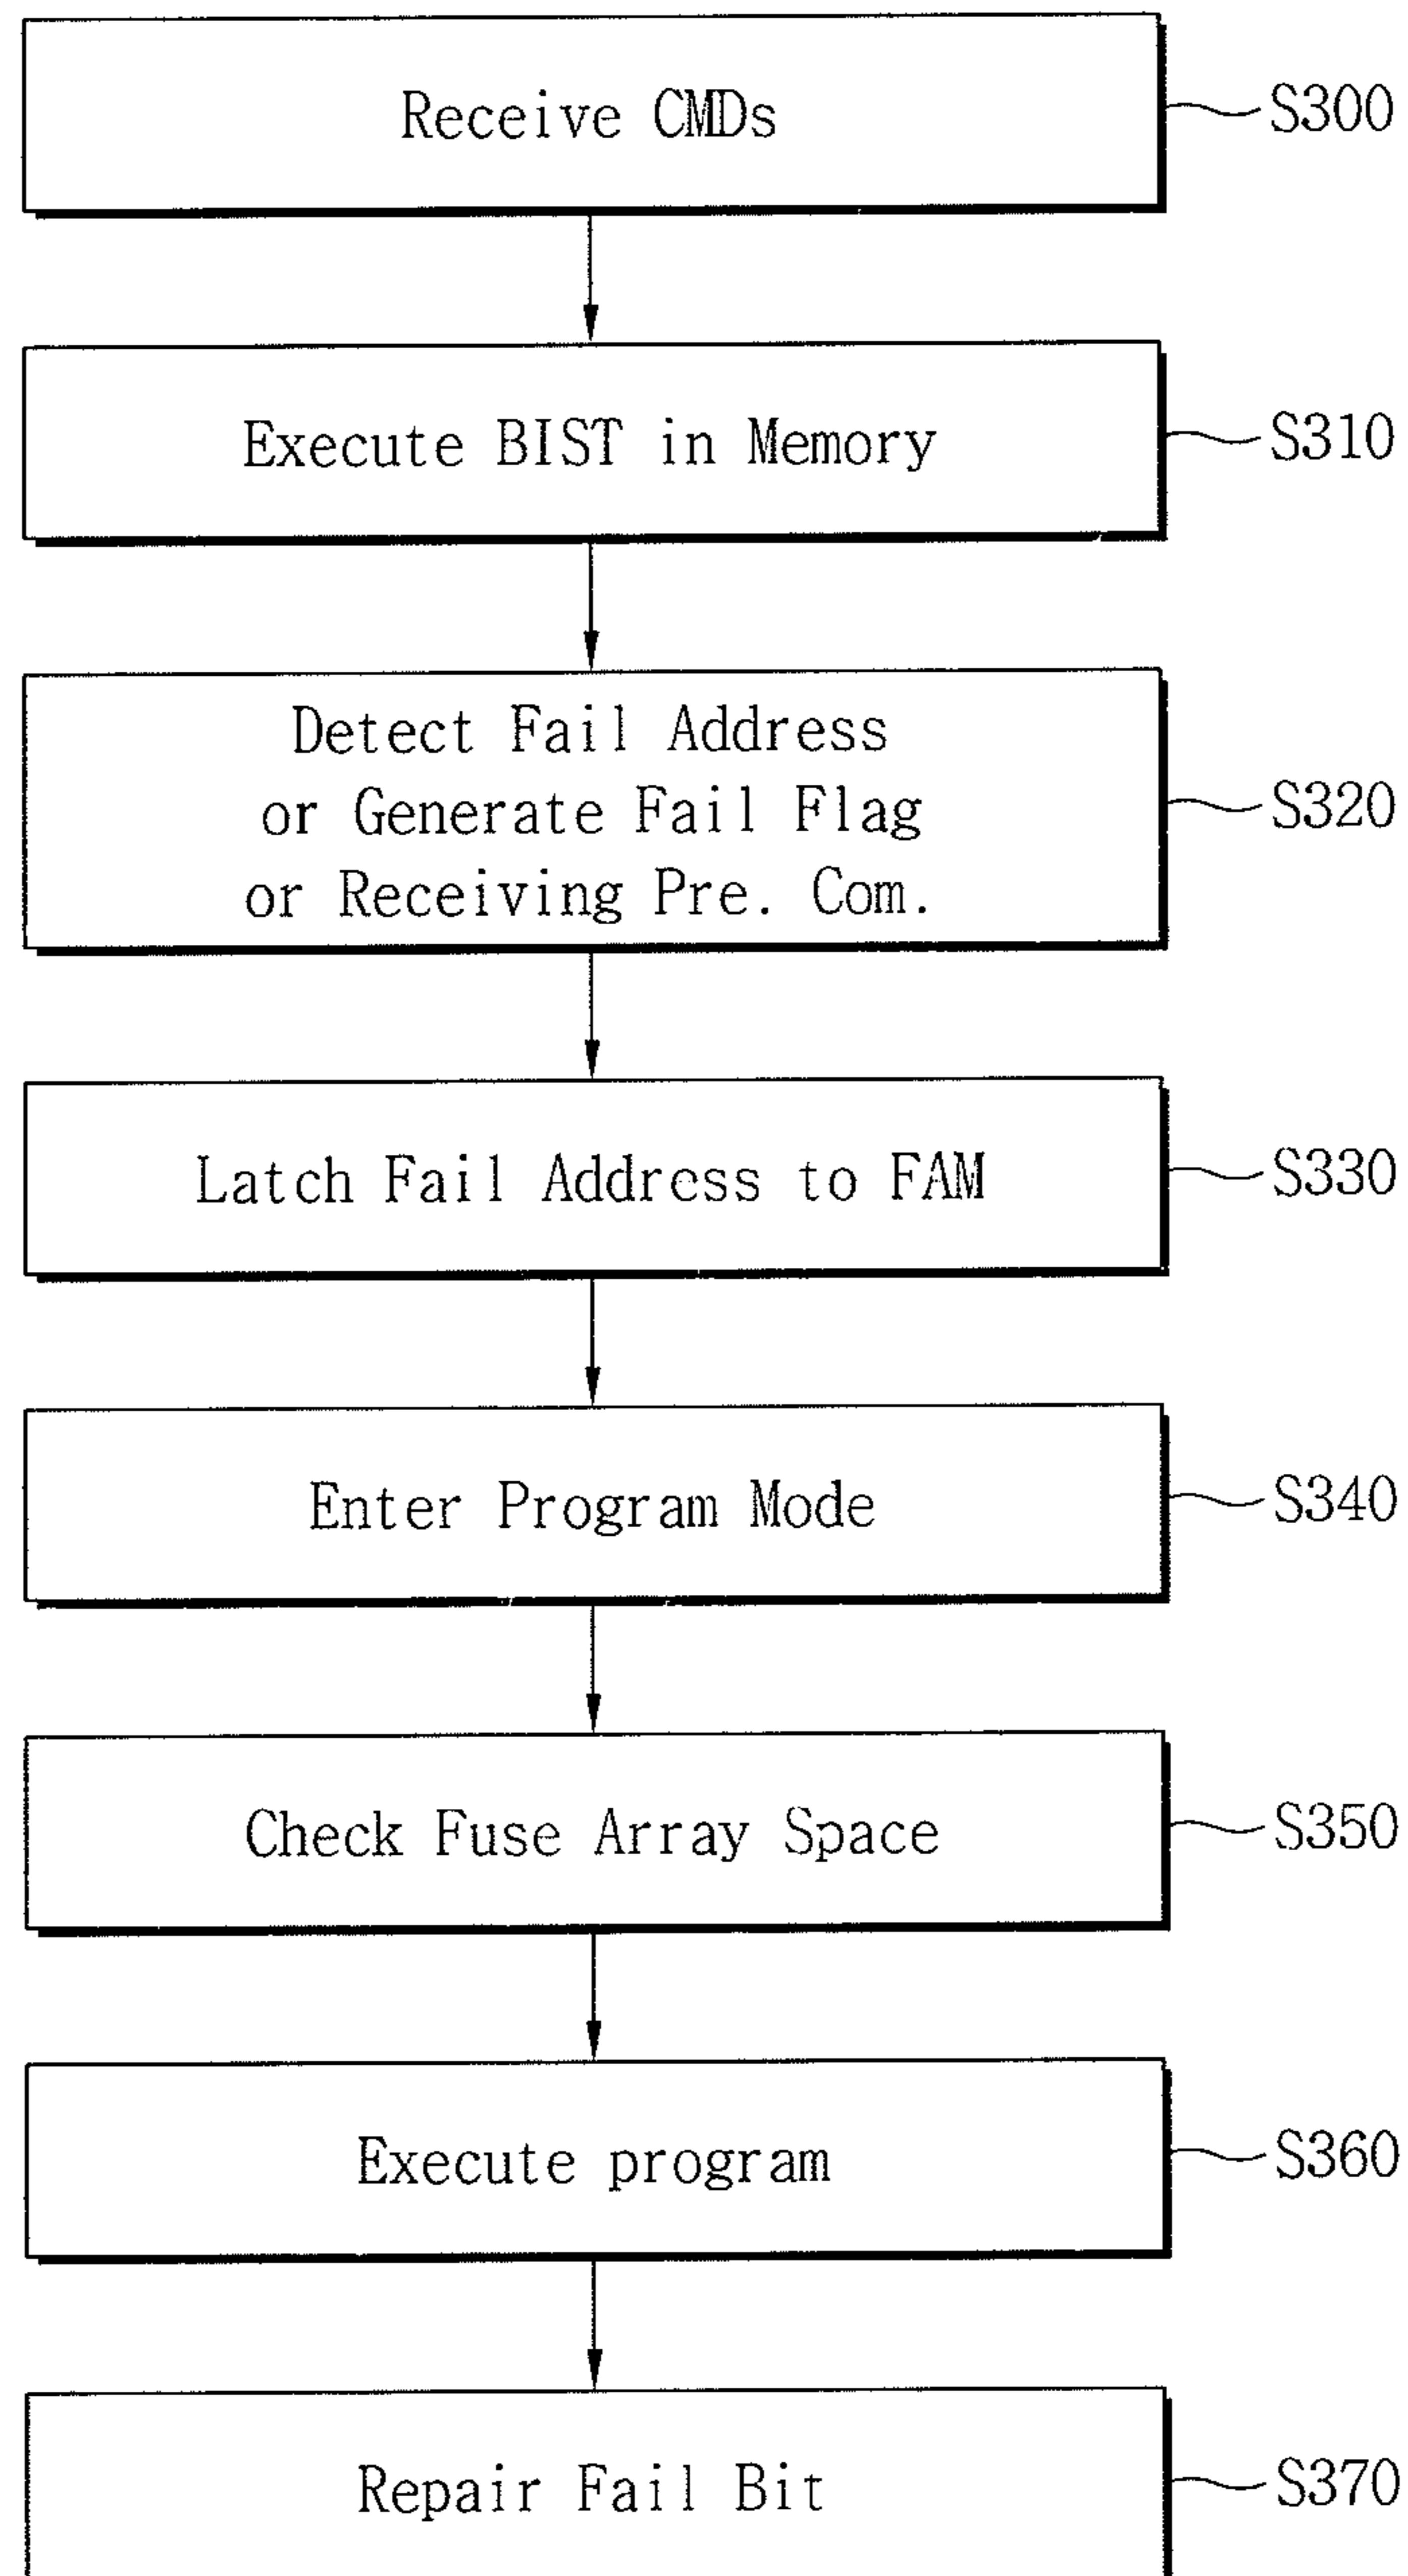 Receive CMDs
S300
Execute BIST in Memory
S310
Detect Fail Address
or Generate Fail Flag
or Receiving Pre. Com.
S320
Latch Fail Address to FAM
S330
Enter Program Mode
S340
Check Fuse Array Space
S350
Execute program
S360
Repair Fail Bit
S370